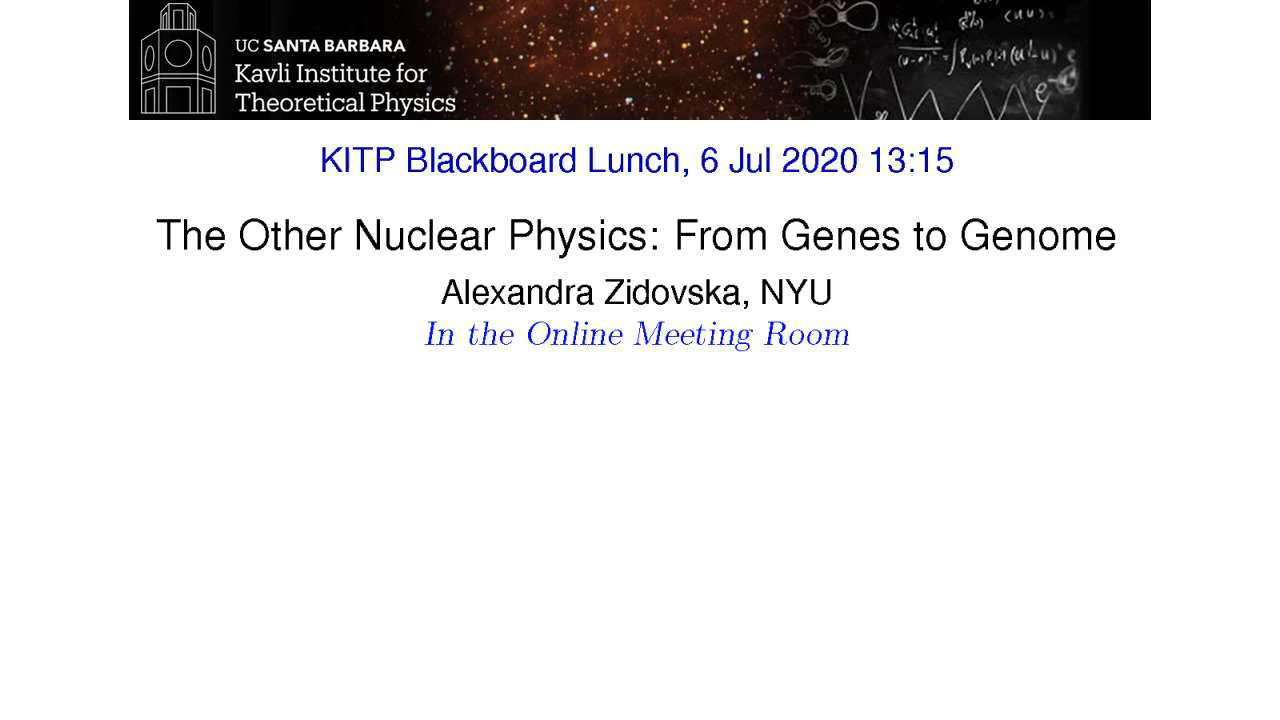 UC SANTA BARBARA
Kavli Institute for
Theoretical Physics
KITP Blackboard Lunch, 6 Jul 2020 13:15
The Other Nuclear Physics: From Genes to Genome
Alexandra Zidovska, NYU
In the Online Meeting Room